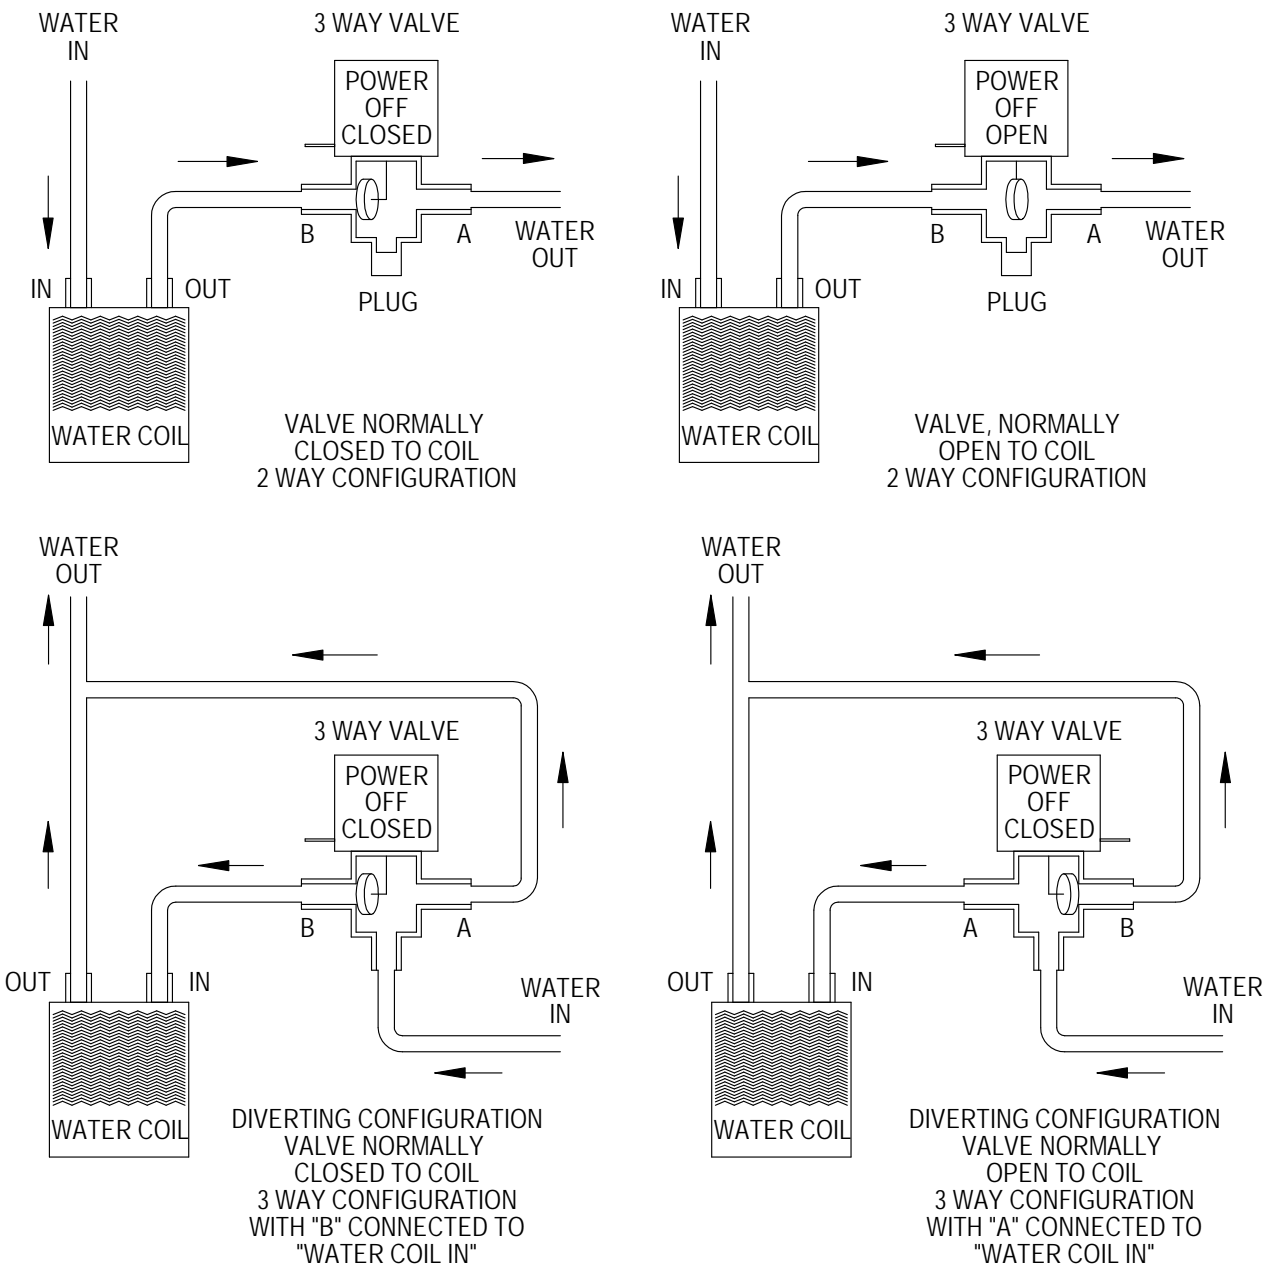 WATER
IN
3 WAY VALVE
POWER
OFF
CLOSED
B
A
WATER
OUT
IN
OUT
PLUG
WATER COIL
VALVE NORMALLY
CLOSED TO COIL
2 WAY CONFIGURATION
WATER
IN
3 WAY VALVE
POWER
OFF
OPEN
B
A
WATER
OUT
IN
OUT
PLUG
WATER COIL
VALVE, NORMALLY
OPEN TO COIL
2 WAY CONFIGURATION
WATER
OUT
3 WAY VALVE
POWER
OFF
CLOSED
B
A
OUT
IN
WATER
IN
WATER COIL
DIVERTING CONFIGURATION
VALVE NORMALLY
CLOSED TO COIL
3 WAY CONFIGURATION
WITH "B" CONNECTED TO
"WATER COIL IN"
WATER
OUT
3 WAY VALVE
POWER
OFF
CLOSED
A
B
OUT
IN
WATER
IN
WATER COIL
DIVERTING CONFIGURATION
VALVE NORMALLY
OPEN TO COIL
3 WAY CONFIGURATION
WITH "A" CONNECTED TO
"WATER COIL IN"